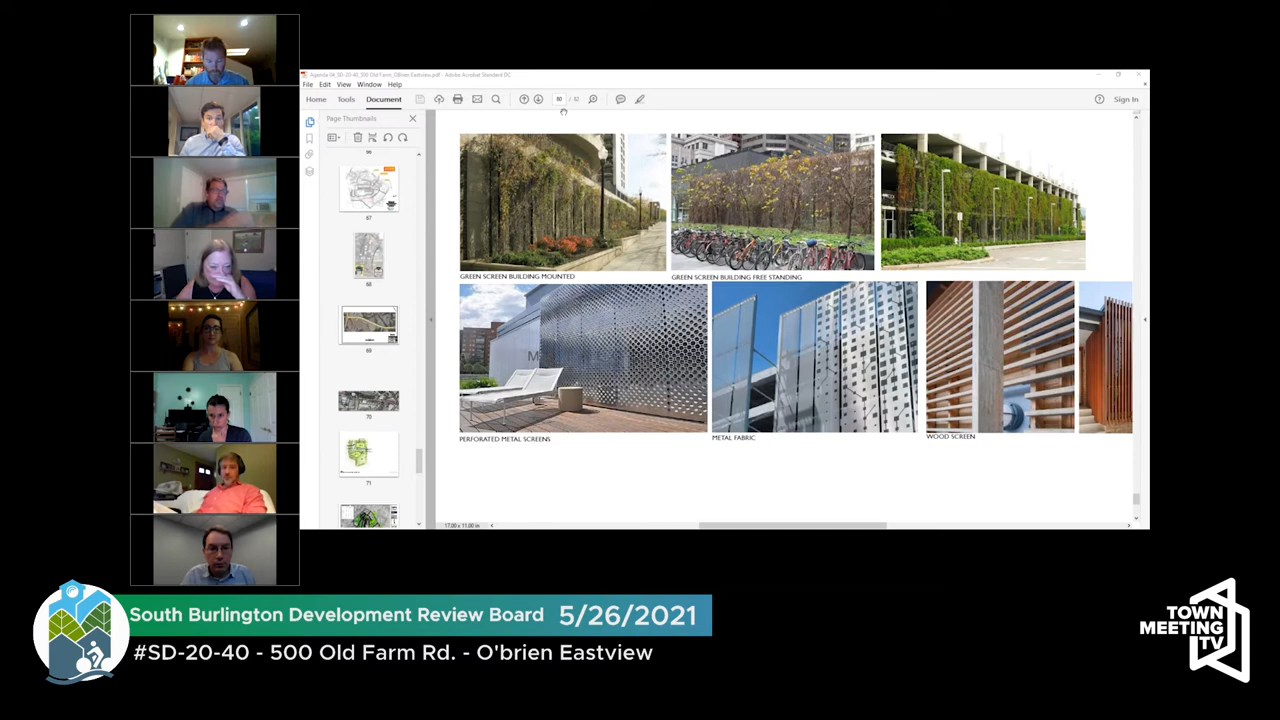 Agenda #4_SD-20-40_500 Old Farm_OBrien Eastview.pdf - Adobe Acrobat Standard DC
File Edit View Window Help
Home Tools Document
80 / 82
Sign In
Page Thumbnails
67
68
69
70
71
GREEN SCREEN BUILDING MOUNTED
GREEN SCREEN BUILDING FREE STANDING
PERFORATED METAL SCREENS
METAL FABRIC
WOOD SCREEN
17.00 x 11.00 in
South Burlington Development Review Board 5/26/2021
#SD-20-40 - 500 Old Farm Rd. - O'brien Eastview
TOWN
MEETING
TV